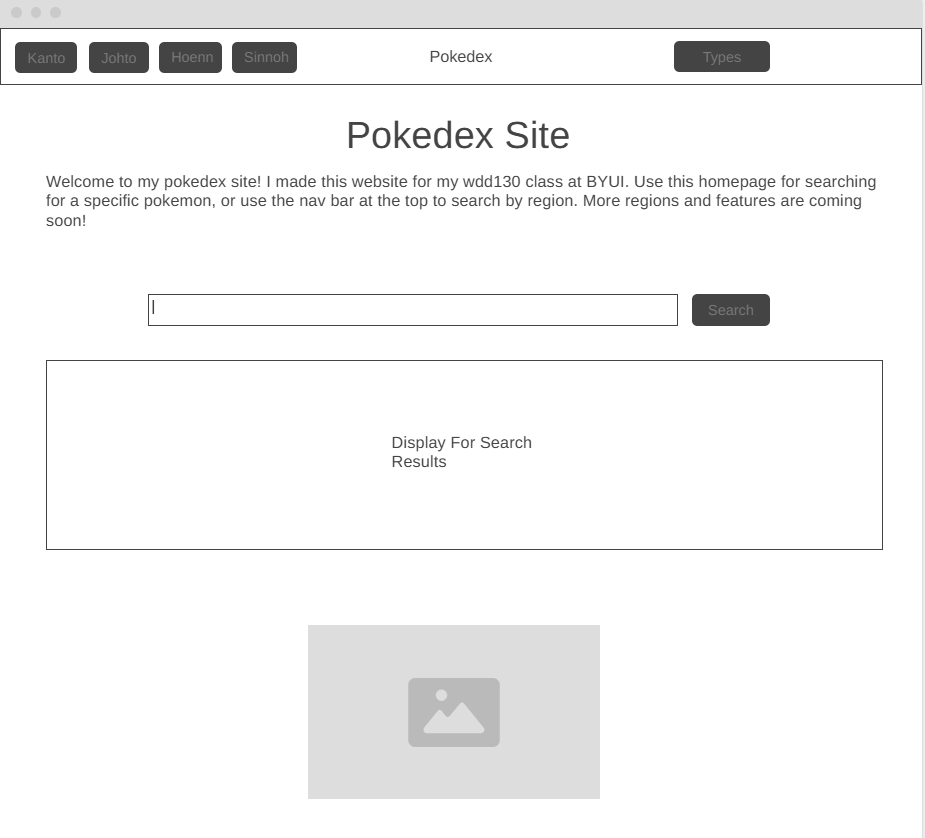 Kanto Johto Hoenn Sinnoh Pokedex Types
Pokedex Site
Welcome to my pokedex site! I made this website for my wdd130 class at BYUI. Use this homepage for searching
for a specific pokemon, or use the nav bar at the top to search by region. More regions and features are coming
soon!
Search
Display For Search
Results